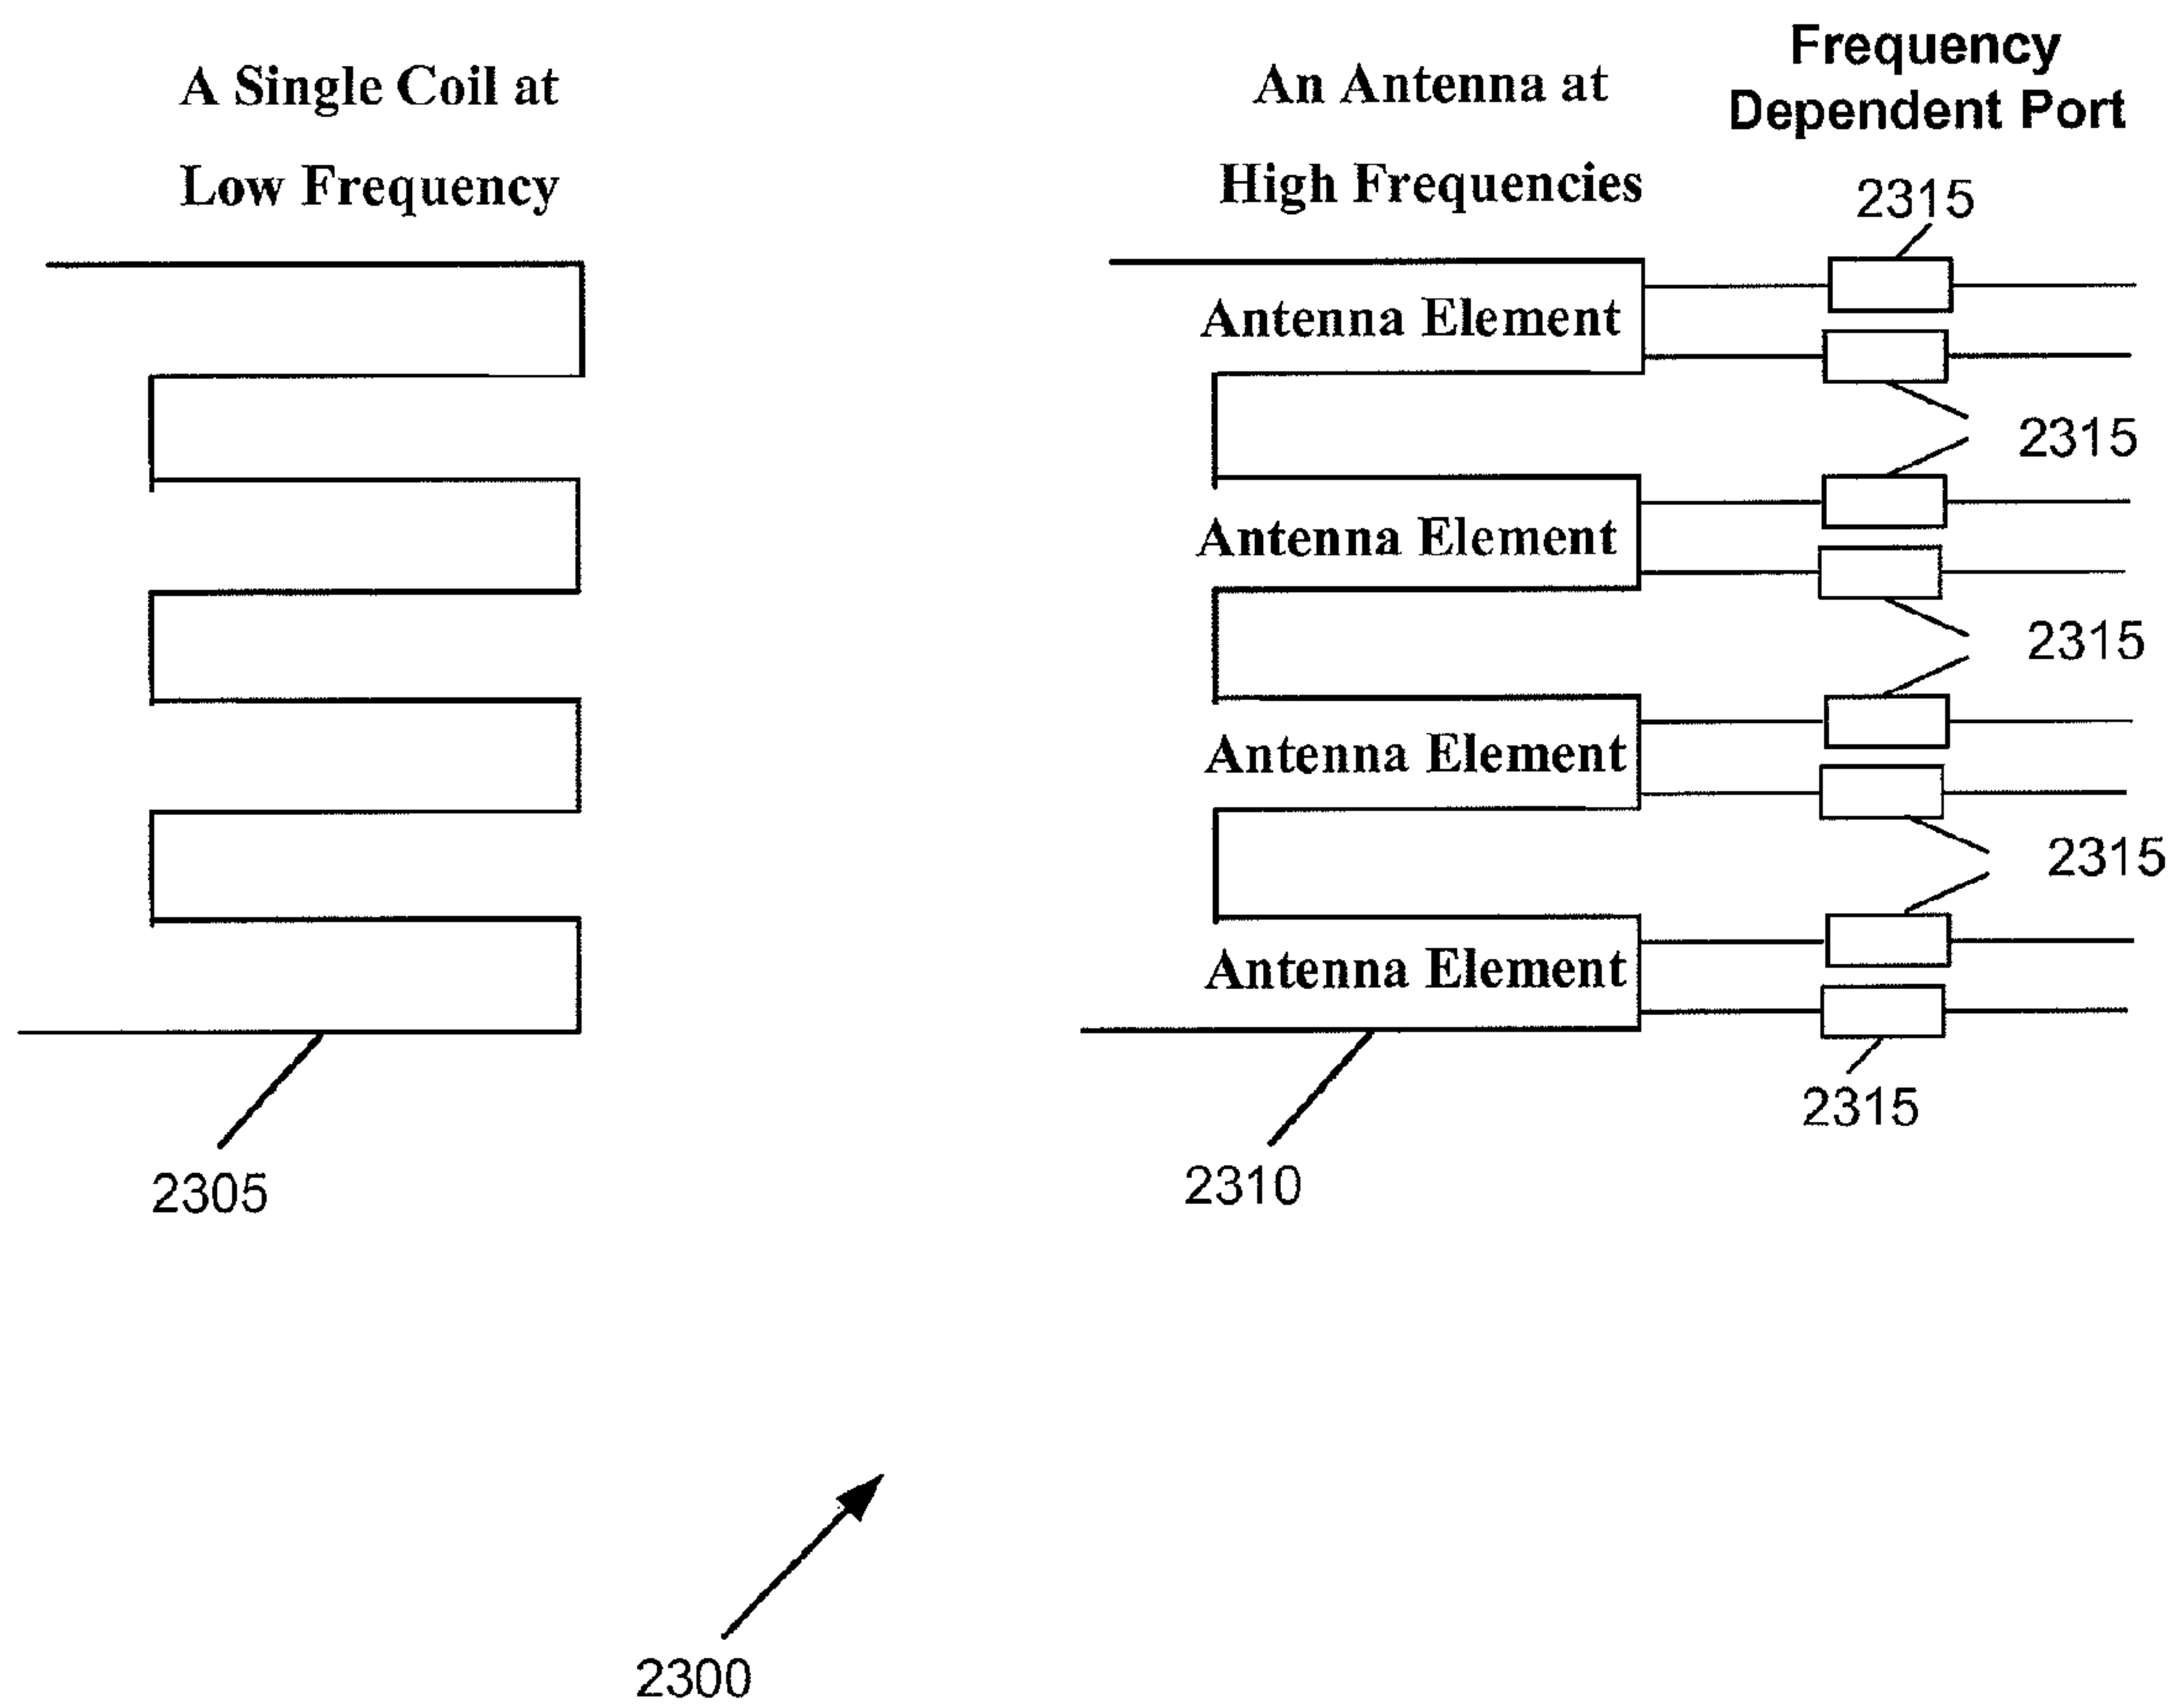 A Single Coil at
Low Frequency
An Antenna at
High Frequencies
Frequency
Dependent Port
2315
Antenna Element
2315
Antenna Element
2315
Antenna Element
2315
Antenna Element
2315
2305
2310
2300